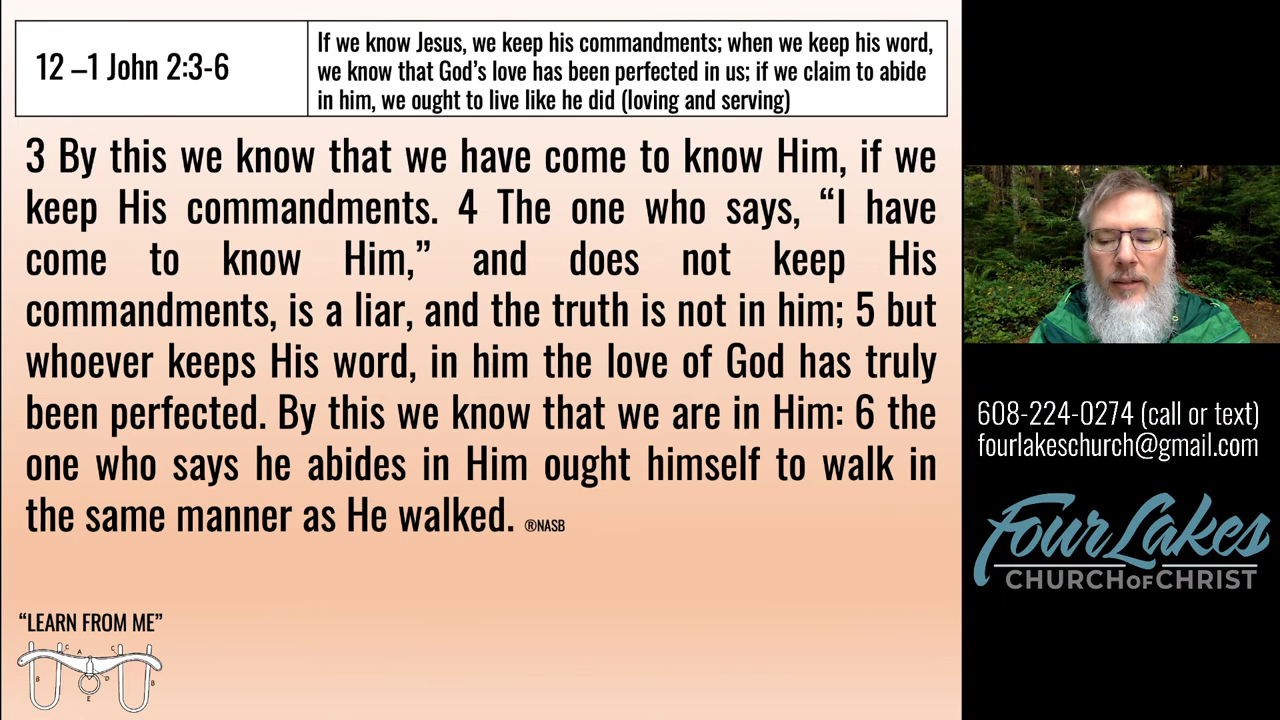 12 –1 John 2:3-6
If we know Jesus, we keep his commandments; when we keep his word,
we know that God's love has been perfected in us; if we claim to abide
in him, we ought to live like he did (loving and serving)
3 By this we know that we have come to know Him, if we
keep His commandments. 4 The one who says, “I have
come to know Him,” and does not keep His
commandments, is a liar, and the truth is not in him; 5 but
whoever keeps His word, in him the love of God has truly
been perfected. By this we know that we are in Him: 6 the
one who says he abides in Him ought himself to walk in
the same manner as He walked. ®NASB
“LEARN FROM ME”
C A C
B D B
E
608-224-0274 (call or text)
fourlakeschurch@gmail.com
Four Lakes
CHURCH OF CHRIST